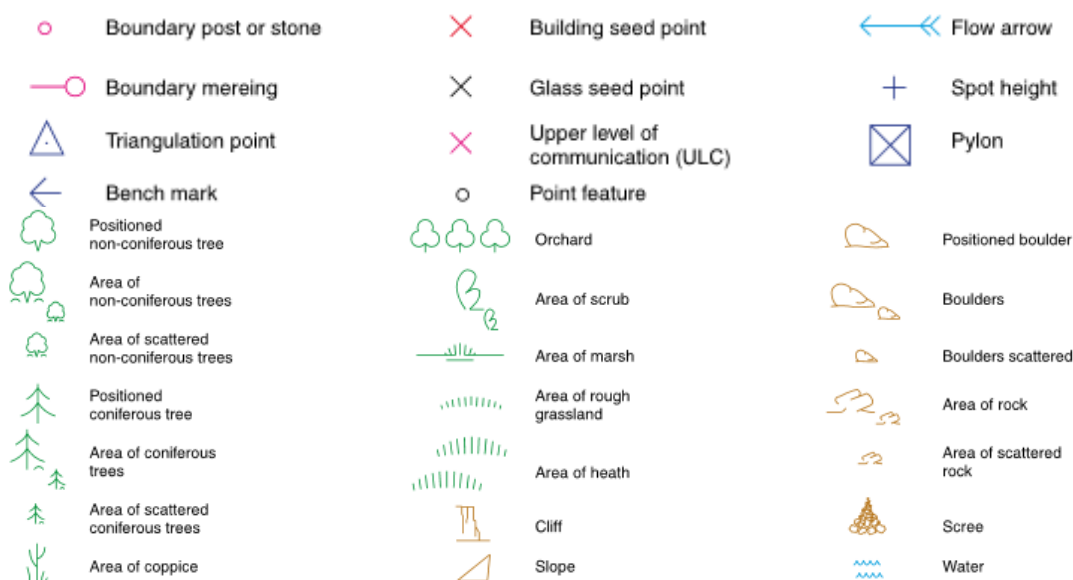 Boundary post or stone
Building seed point
Flow arrow
Boundary mereing
Glass seed point
Spot height
Triangulation point
Upper level of
communication (ULC)
Pylon
Bench mark
Point feature
Positioned
non-coniferous tree
Orchard
Positioned boulder
Area of
non-coniferous trees
Area of scrub
Boulders
Area of scattered
non-coniferous trees
Area of marsh
Boulders scattered
Positioned
coniferous tree
Area of rough
grassland
Area of rock
Area of coniferous
trees
Area of heath
Area of scattered
rock
Area of scattered
coniferous trees
Cliff
Scree
Area of coppice
Slope
Water